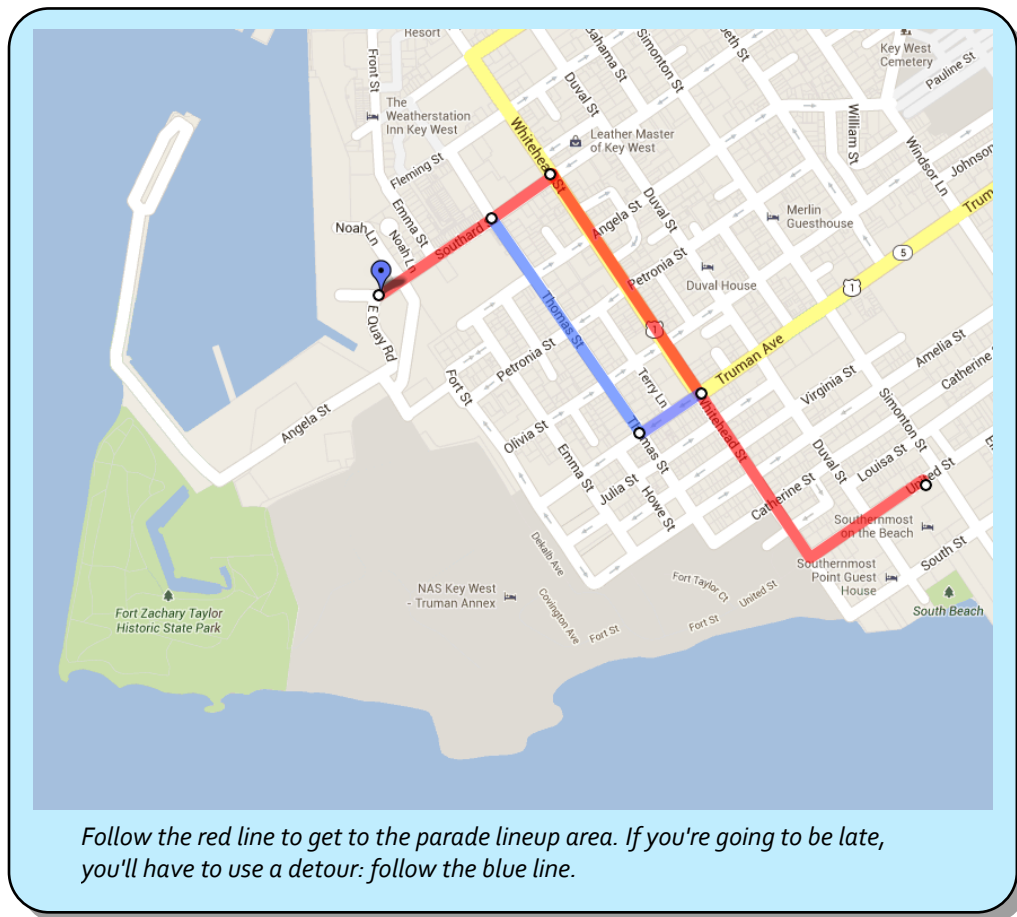 Resort
Front St
Bahama St
Simonton St
beth St
Key West
Cemetery
Pauline St
The
Weatherstation
Inn Key West
Duval St
Whitehead St
Leather Master
of Key West
William St
Windsor Ln
Johnson
Fleming St
Emma St
Noah Ln
Noah Ln
Southard
Angela St
Duval St
Merlin
Guesthouse
Trum
5
Petronia St
Duval House
1
E Quay Rd
Thomas St
1
Truman Ave
Petronia St
Fort St
Terry Ln
Amelia St
Catherine
Virginia St
Simonton St
Whitehead St
Angela St
Olivia St
Thomas St
Duval St
Louisa St
United St
Emma St
Julia St
Howe St
Catherine St
Southernmost
on the Beach
South St
Dekalb Ave
Southernmost
Point Guest
House
NAS Key West
- Truman Annex
Fort Taylor Ct
United St
Covington Ave
Fort St
Fort St
Fort Zachary Taylor
Historic State Park
South Beach
Follow the red line to get to the parade lineup area. If you're going to be late,
you'll have to use a detour: follow the blue line.